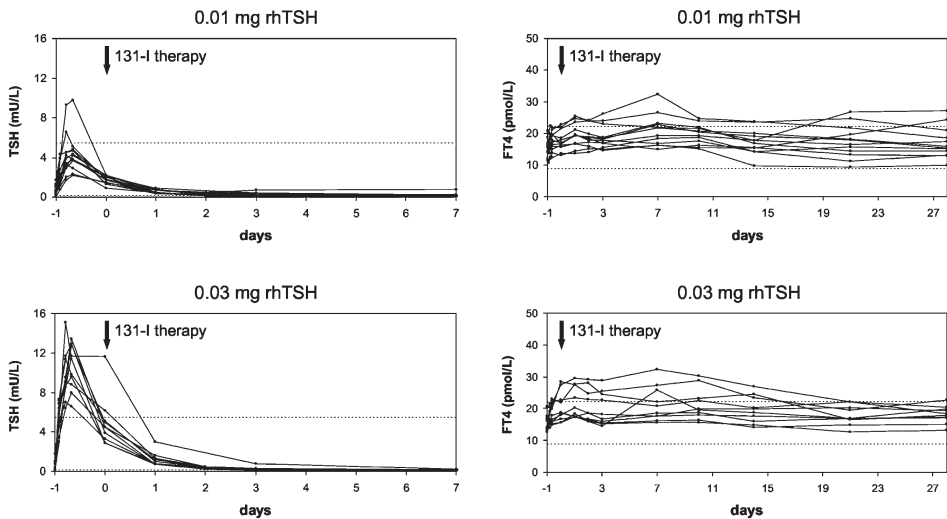 0.01 mg rhTSH
16
12
8
4
0
TSH (mU/L)
131-I therapy
-1 0 1 2 3 4 5 6 7
days
0.01 mg rhTSH
50
40
30
20
10
0
FT4 (pmol/L)
131-I therapy
-1 3 7 11 15 19 23 27
days
0.03 mg rhTSH
16
12
8
4
0
TSH (mU/L)
131-I therapy
-1 0 1 2 3 4 5 6 7
days
0.03 mg rhTSH
50
40
30
20
10
0
FT4 (pmol/L)
131-I therapy
-1 3 7 11 15 19 23 27
days